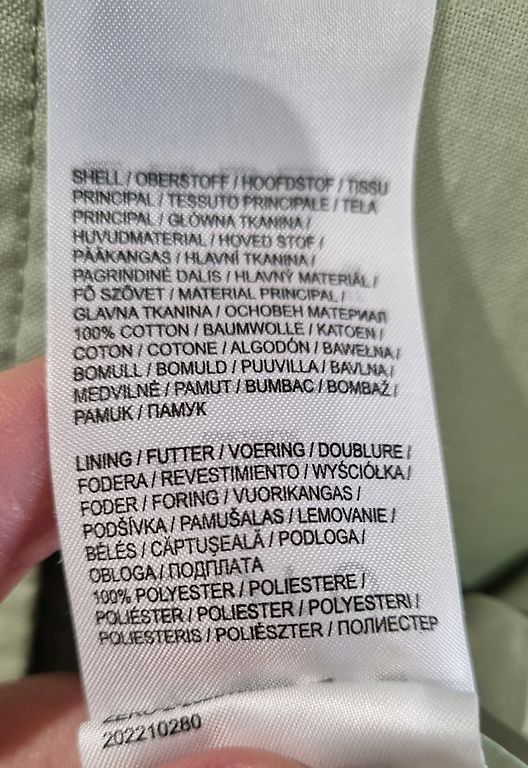 SHELL / OBERSTOFF / HOOFDSTOF / TISSU
PRINCIPAL / TESSUTO PRINCIPALE / TELA
PRINCIPAL / GŁÓWNA TKANINA /
HUVUDMATERIAL / HOVED STOF /
PÄÄKANGAS / HLAVNÍ TKANINA /
PAGRINDINĖ DALIS / HLAVNÝ MATERIÁL /
FŐ SZÖVET / MATERIAL PRINCIPAL /
GLAVNA TKANINA / ОСНОВЕН МАТЕРИАЛ
100% COTTON / BAUMWOLLE / KATOEN /
COTON / COTONE / ALGODÓN / BAWEŁNA /
BOMULL / BOMULD / PUUVILLA / BAVLNA /
MEDVILNĖ / PAMUT / BUMBAC / BOMBAŽ /
PAMUK / ПАМУК
LINING / FUTTER / VOERING / DOUBLURE /
FODERA / REVESTIMIENTO / WYŚCIÓŁKA /
FODER / FORING / VUORIKANGAS /
PODŠÍVKA / PAMUŠALAS / LEMOVANIE /
BÉLÉS / CĂPTUȘEALĂ / PODLOGA /
OBLOGA / ПОДПЛАТА
100% POLYESTER / POLIESTERE /
POLIÉSTER / POLIESTER / POLYESTERI /
POLIESTERIS / POLIÉSZTER / ПОЛИЕСТЕР
202210280